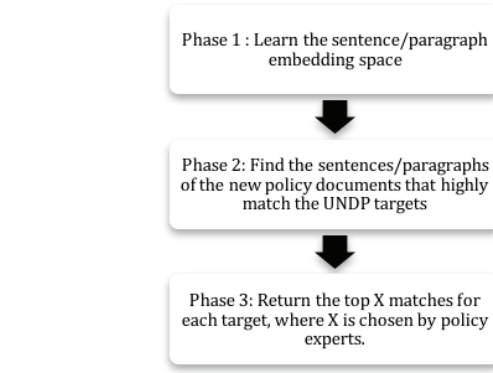 Phase 1 : Learn the sentence/paragraph
embedding space
Phase 2: Find the sentences/paragraphs
of the new policy documents that highly
match the UNDP targets
Phase 3: Return the top X matches for
each target, where X is chosen by policy
experts.